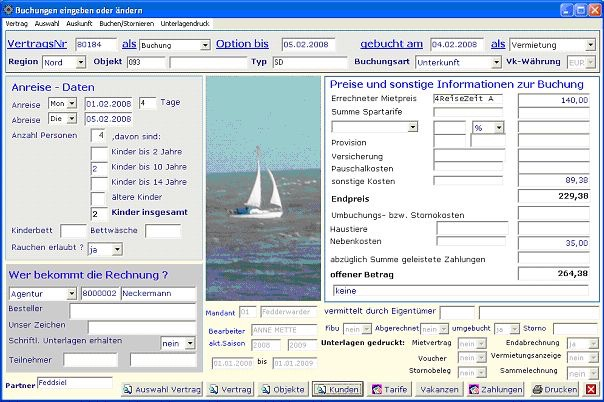 Buchungen eingeben oder ändern
Vertrag Auswahl Auskunft Buchen/Stornieren Unterlagendruck
VertragsNr 80184 als Buchung Option bis 05.02.2008 gebucht am 04.02.2008 als Vermietung
Region Nord Objekt 093 Typ SD Buchungsart Unterkunft Vk-Währung EUR
Anreise - Daten
Anreise Mon 01.02.2008 4 Tage
Abreise Die 05.02.2008
Anzahl Personen 4 ,davon sind:
Kinder bis 2 Jahre
2 Kinder bis 10 Jahre
Kinder bis 14 Jahre
ältere Kinder
2 Kinder insgesamt
Kinderbett Bettwäsche
Rauchen erlaubt ? ja
Preise und sonstige Informationen zur Buchung
Errechneter Mietpreis 4ReiseZeit A 140,00
Summe Spartarife
%
Provision
Versicherung
Pauschalkosten
sonstige Kosten 89,38
Endpreis 229,38
Umbuchungs- bzw. Stornokosten
Haustiere
Nebenkosten 35,00
abzüglich Summe geleistete Zahlungen
offener Betrag 264,38
keine
Wer bekommt die Rechnung ?
Agentur 8000002 Neckermann
Besteller
Unser Zeichen
Schriftl. Unterlagen erhalten nein
Teilnehmer
Partner Feddsiel
Mandant 01 Fedderwarder vermittelt durch Eigentümer
Bearbeiter ANNE METTE Fibu nein Abgerechnet nein umgebucht ja Storno
akt.Saison 2008 2009 Unterlagen gedruckt: Mietvertrag nein Endabrechnung ja
Voucher nein Vermietungsanzeige nein
01.01.2009 bis 01.01.2009 Stornobeleg nein Sammelrechnung nein
Auswahl Vertrag Vertrag Objekte Kunden Tarife Vakanzen Zahlungen Drucken